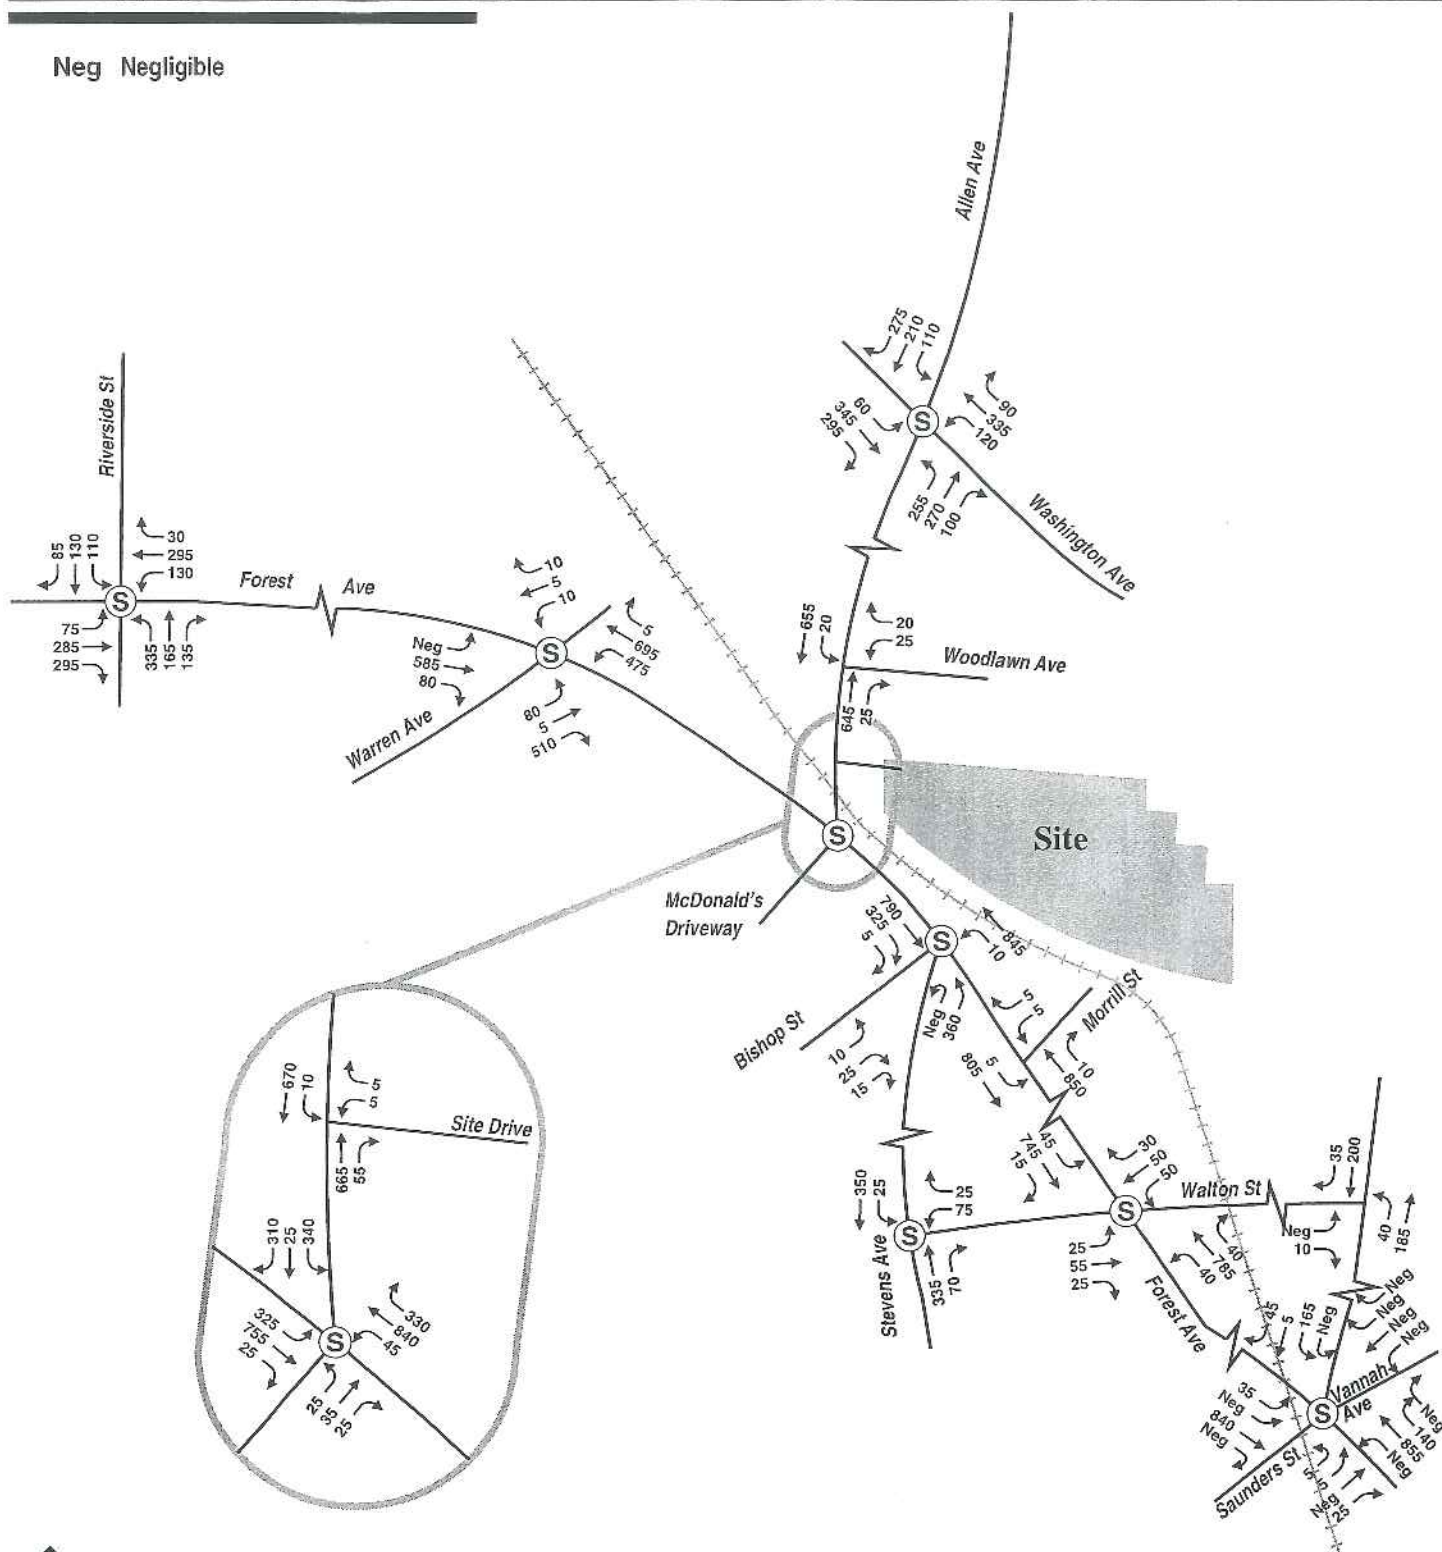 Neg Negligible
Allen Ave
275
210
110
60
345
295
90
335
120
S
255
270
100
Washington Ave
Riverside St
85
130
110
30
295
130
Forest Ave
S
75
285
295
335
165
135
10
5
10
Neg
585
80
S
5
695
475
Warren Ave
80
5
510
655
20
20
25
Woodlawn Ave
645
25
Site
S
McDonald's
Driveway
790
325
5
S
845
10
Bishop St
Neg
360
5
5
Morrill St
10
25
15
805
5
10
850
670
10
5
5
Site Drive
665
55
310
25
340
325
755
25
S
330
840
45
25
35
25
350
25
25
75
Stevens Ave
S
335
70
45
745
15
30
50
50
S
Walton St
25
55
25
40
785
40
Forest Ave
35
200
Neg
10
40
185
45
5
165
Neg
Neg
Neg
Neg
Neg
Vannah
Ave
35
Neg
840
Neg
S
Saunders St
Neg
140
855
Neg
5
5
Neg
25